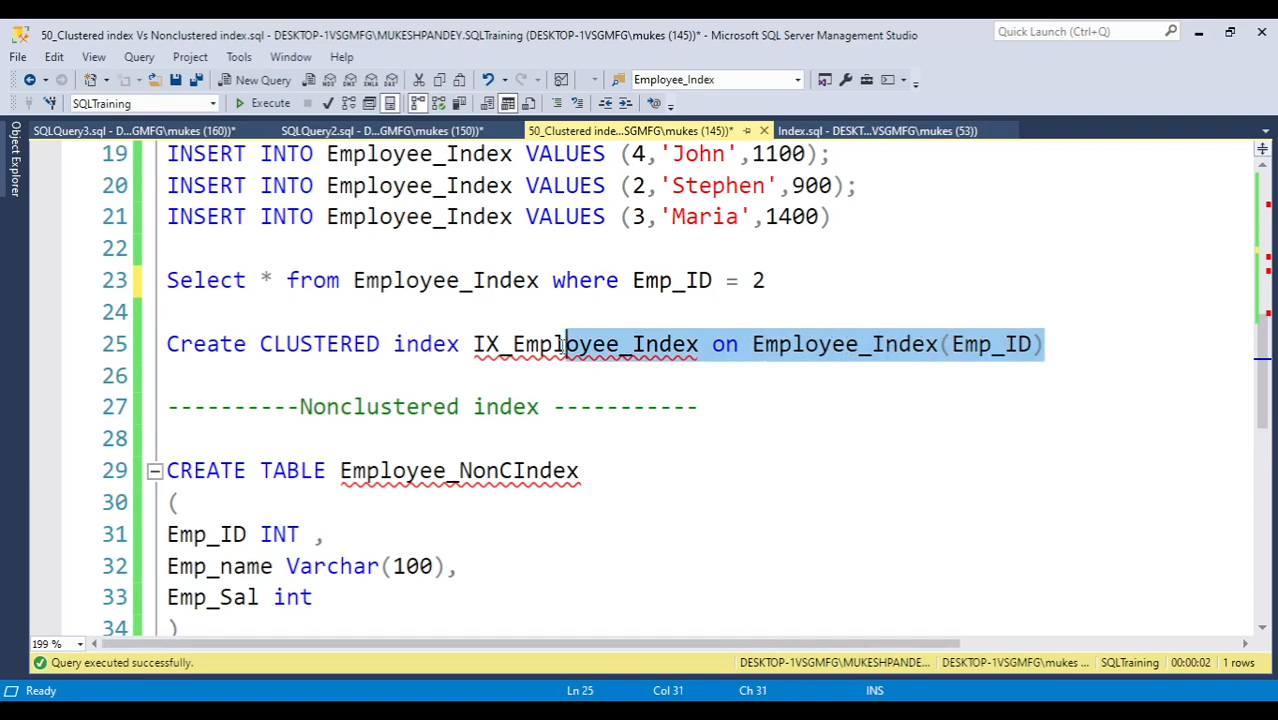 50_Clustered index Vs Nonclustered index.sql - DESKTOP-1VSGMFG\MUKESHPANDEY.SQLTraining (DESKTOP-1VSGMFG\mukes (145))* - Microsoft SQL Server Management Studio
Quick Launch (Ctrl+Q)
File Edit View Query Project Tools Window Help
New Query Employee_Index
SQLTraining Execute
SQLQuery3.sql - D...GMFG\mukes (160))* SQLQuery2.sql - D...GMFG\mukes (150))* 50_Clustered inde...SGMFG\mukes (145))* Index.sql - DESKT...VSGMFG\mukes (53))
Object Explorer
19 INSERT INTO Employee_Index VALUES (4,'John',1100);
20 INSERT INTO Employee_Index VALUES (2,'Stephen',900);
21 INSERT INTO Employee_Index VALUES (3,'Maria',1400)
22
23 Select * from Employee_Index where Emp_ID = 2
24
25 Create CLUSTERED index IX_Employee_Index on Employee_Index(Emp_ID)
26
27 ----------Nonclustered index -----------
28
29 CREATE TABLE Employee_NonCIndex
30 (
31 Emp_ID INT ,
32 Emp_name Varchar(100),
33 Emp_Sal int
34 )
199 %
Query executed successfully. DESKTOP-1VSGMFG\MUKESHPANDE... DESKTOP-1VSGMFG\mukes ... SQLTraining 00:00:02 1 rows
Ready Ln 25 Col 31 Ch 31 INS